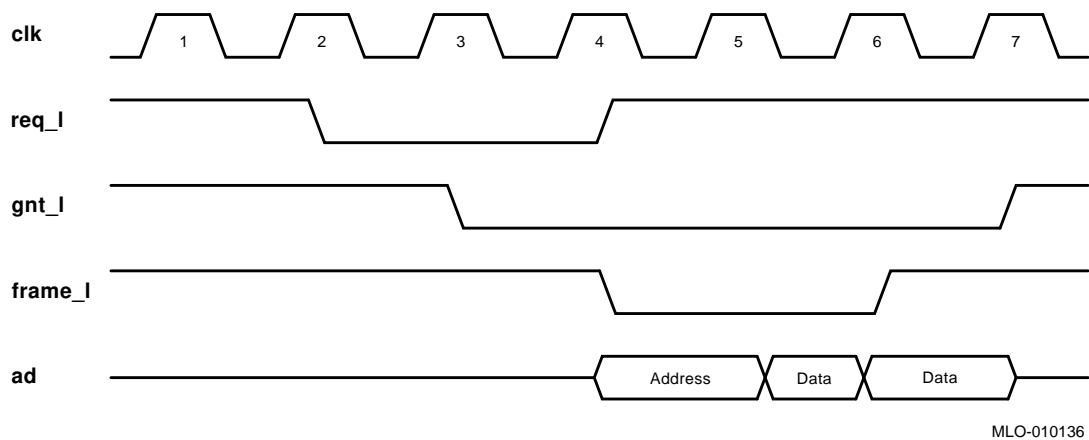 clk 1 2 3 4 5 6 7
req_l
gnt_l
frame_l
ad Address Data Data
MLO-010136